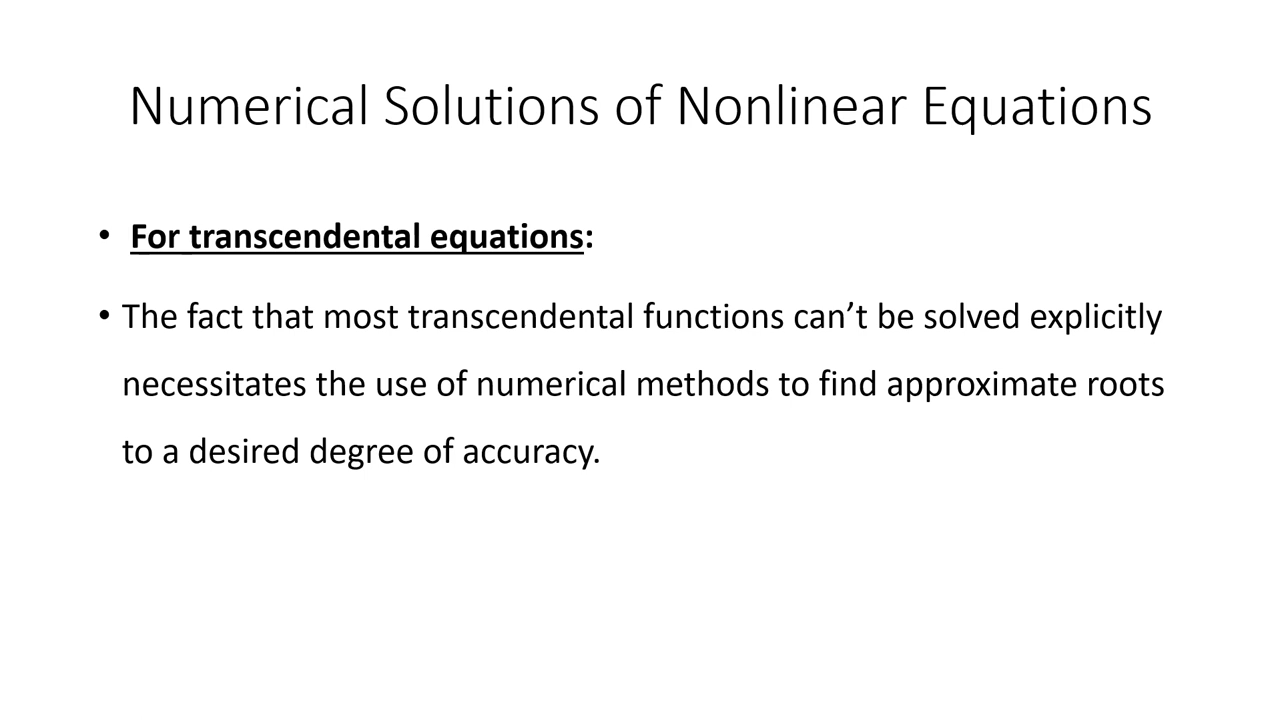 Numerical Solutions of Nonlinear Equations
• For transcendental equations:
• The fact that most transcendental functions can’t be solved explicitly
necessitates the use of numerical methods to find approximate roots
to a desired degree of accuracy.